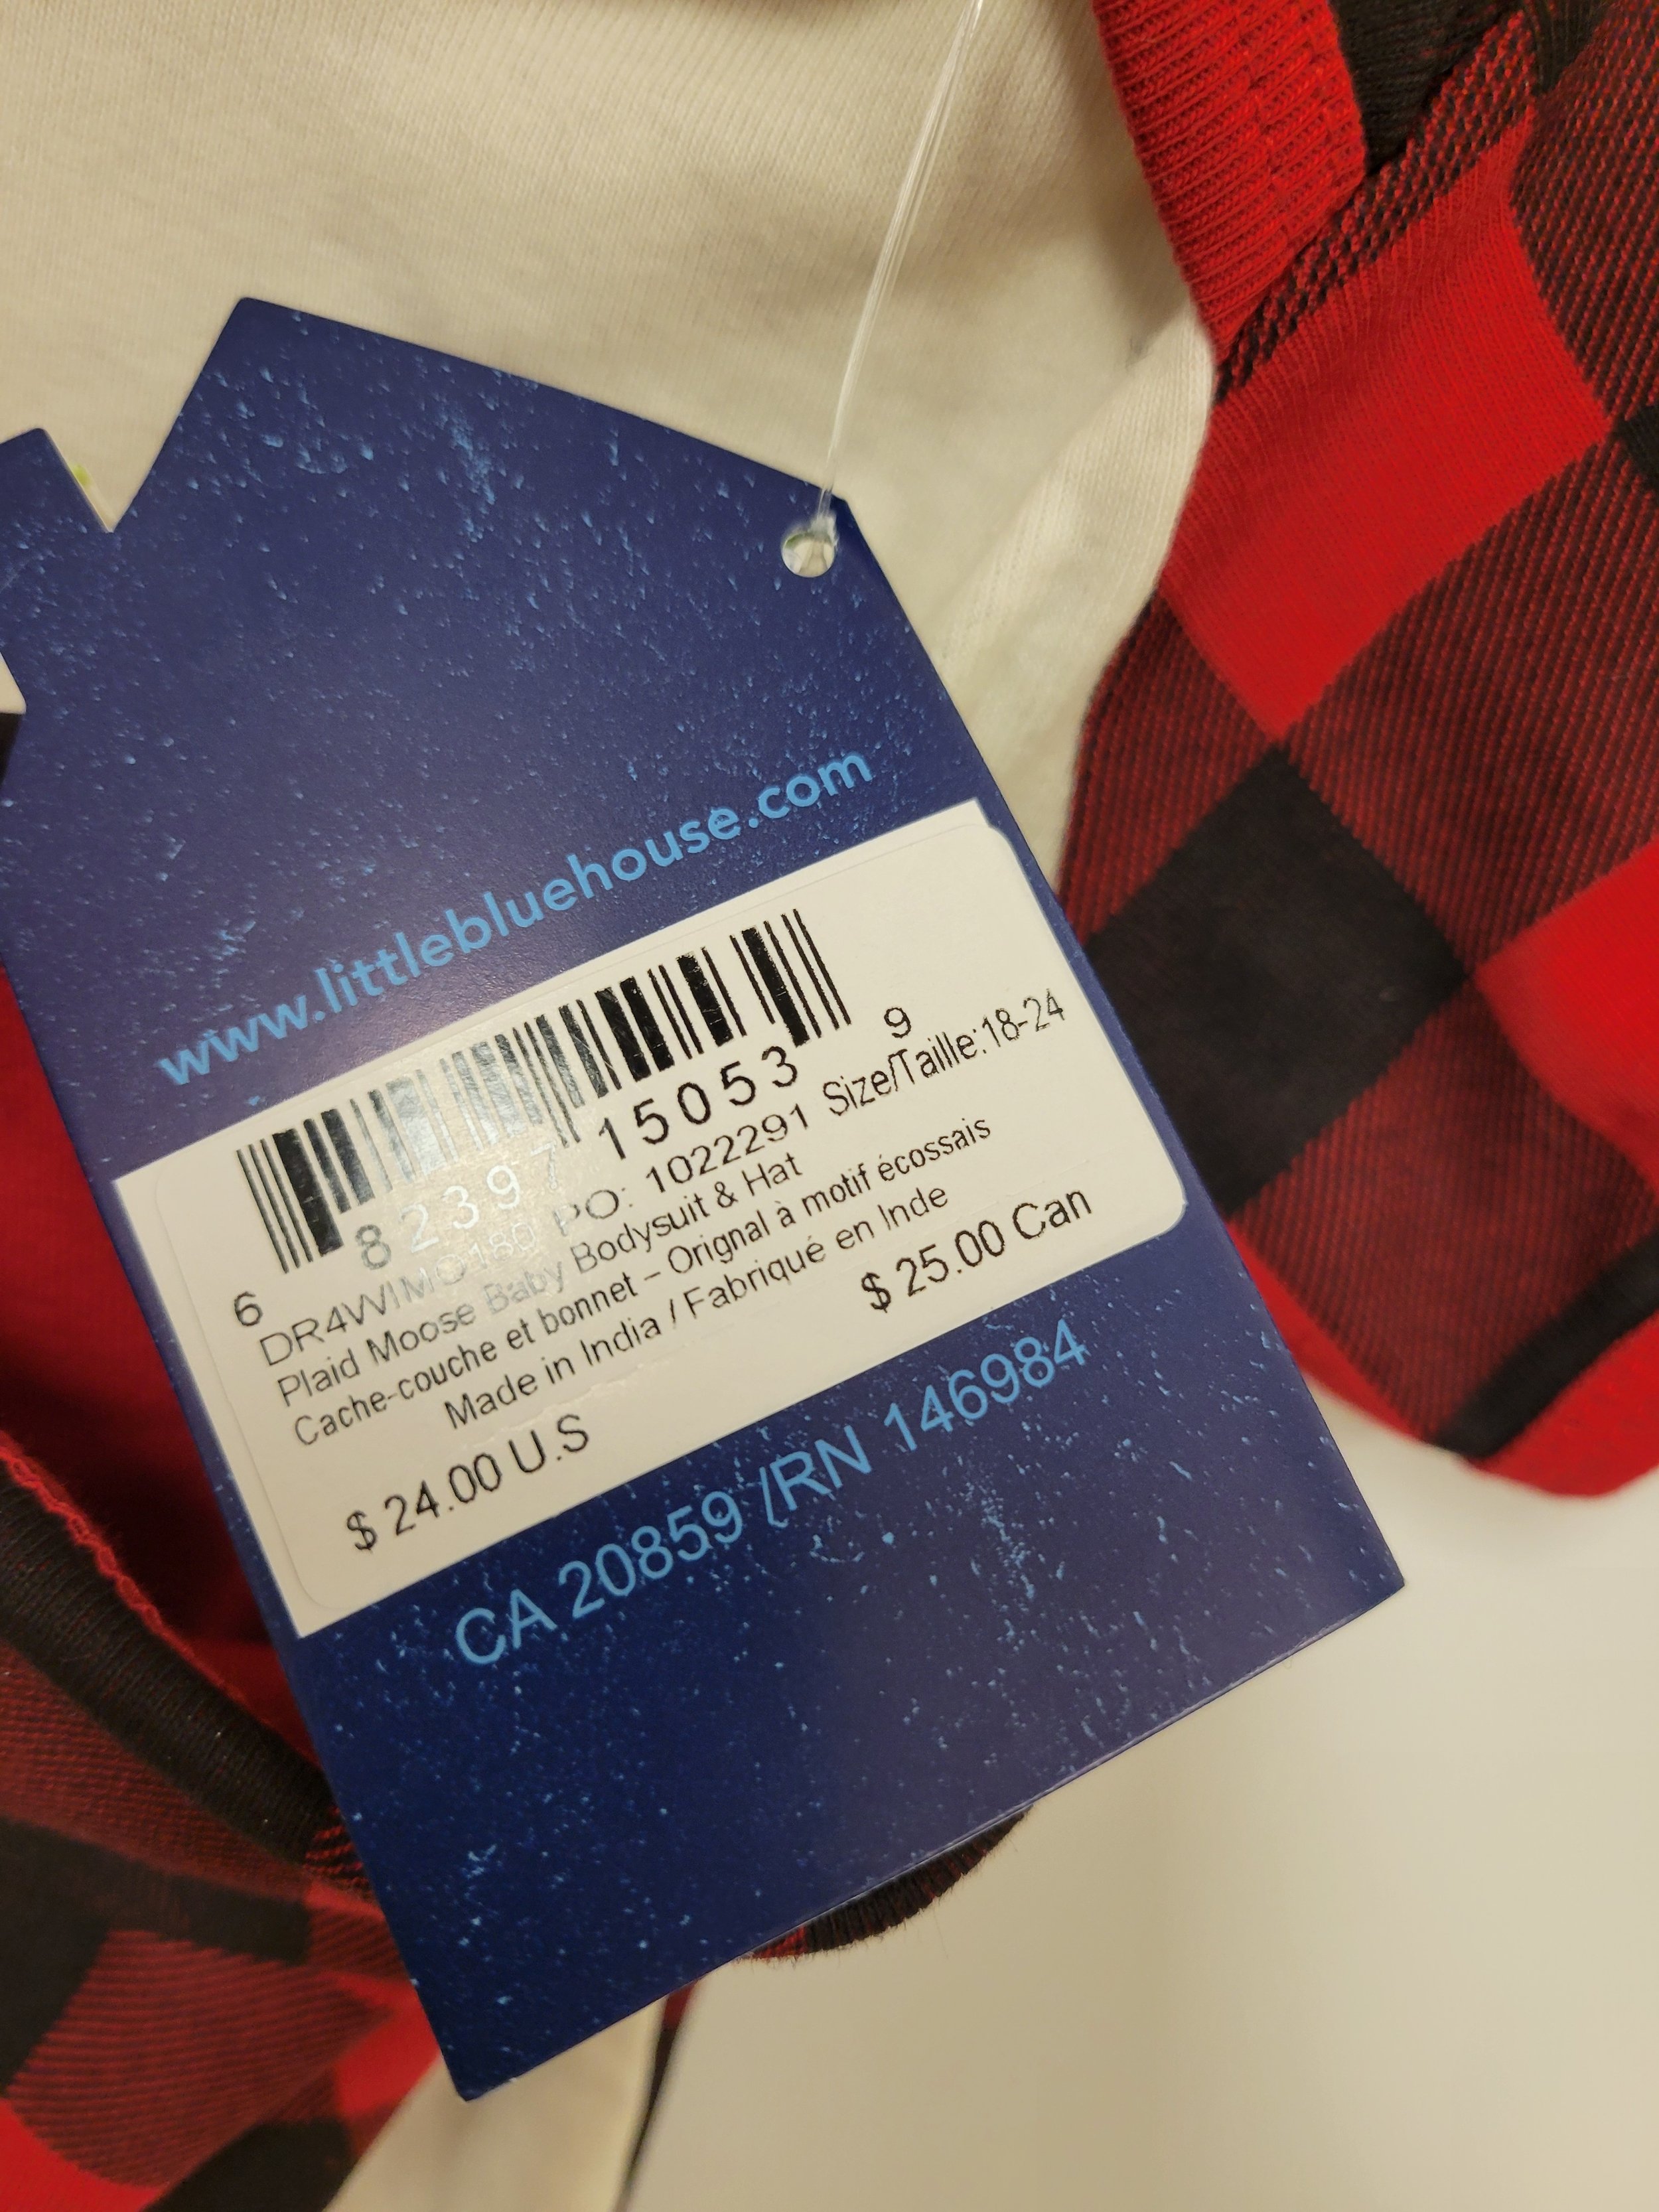 www.littlebluehouse.com
6 82397 15053 9
DR4WIMO180 PO: 1022291 Size/Taille:18-24
Plaid Moose Baby Bodysuit & Hat
Cache-couche et bonnet – Orignal à motif écossais
Made in India / Fabriqué en Inde
$ 24.00 U.S $ 25.00 Can
CA 20859 /RN 146984